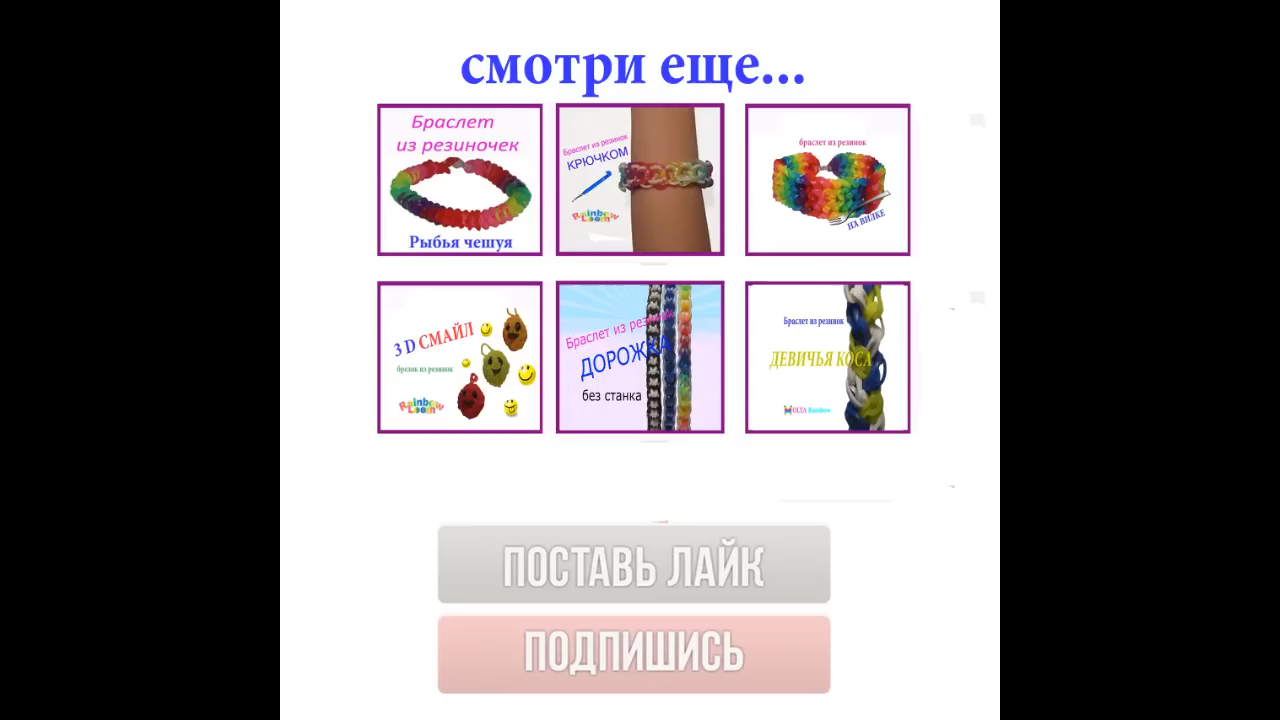 смотри еще...
Браслет
из резиночек
Рыбья чешуя
Браслет из резинок
КРЮЧКОМ
Rainbow
Loom
браслет из резинок
НА ВИЛКЕ
3 D СМАЙЛ
брелок из резинок
Rainbow
Loom
Браслет из резинок
ДОРОЖКА
без станка
Браслет из резинок
ДЕВИЧЬЯ КОСА
Rainbow
ПОСТАВЬ ЛАЙК
ПОДПИШИСЬ